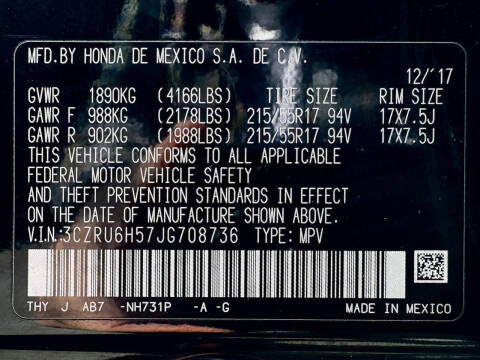 MFD.BY HONDA DE MEXICO S.A. DE C.V.
12/'17
GVWR 1890KG (4166LBS) TIRE SIZE RIM SIZE
GAWR F 988KG (2178LBS) 215/55R17 94V 17X7.5J
GAWR R 902KG (1988LBS) 215/55R17 94V 17X7.5J
THIS VEHICLE CONFORMS TO ALL APPLICABLE
FEDERAL MOTOR VEHICLE SAFETY
AND THEFT PREVENTION STANDARDS IN EFFECT
ON THE DATE OF MANUFACTURE SHOWN ABOVE.
V.I.N:3CZRU6H57JG708736 TYPE: MPV
THY J AB7 -NH731P -A -G MADE IN MEXICO